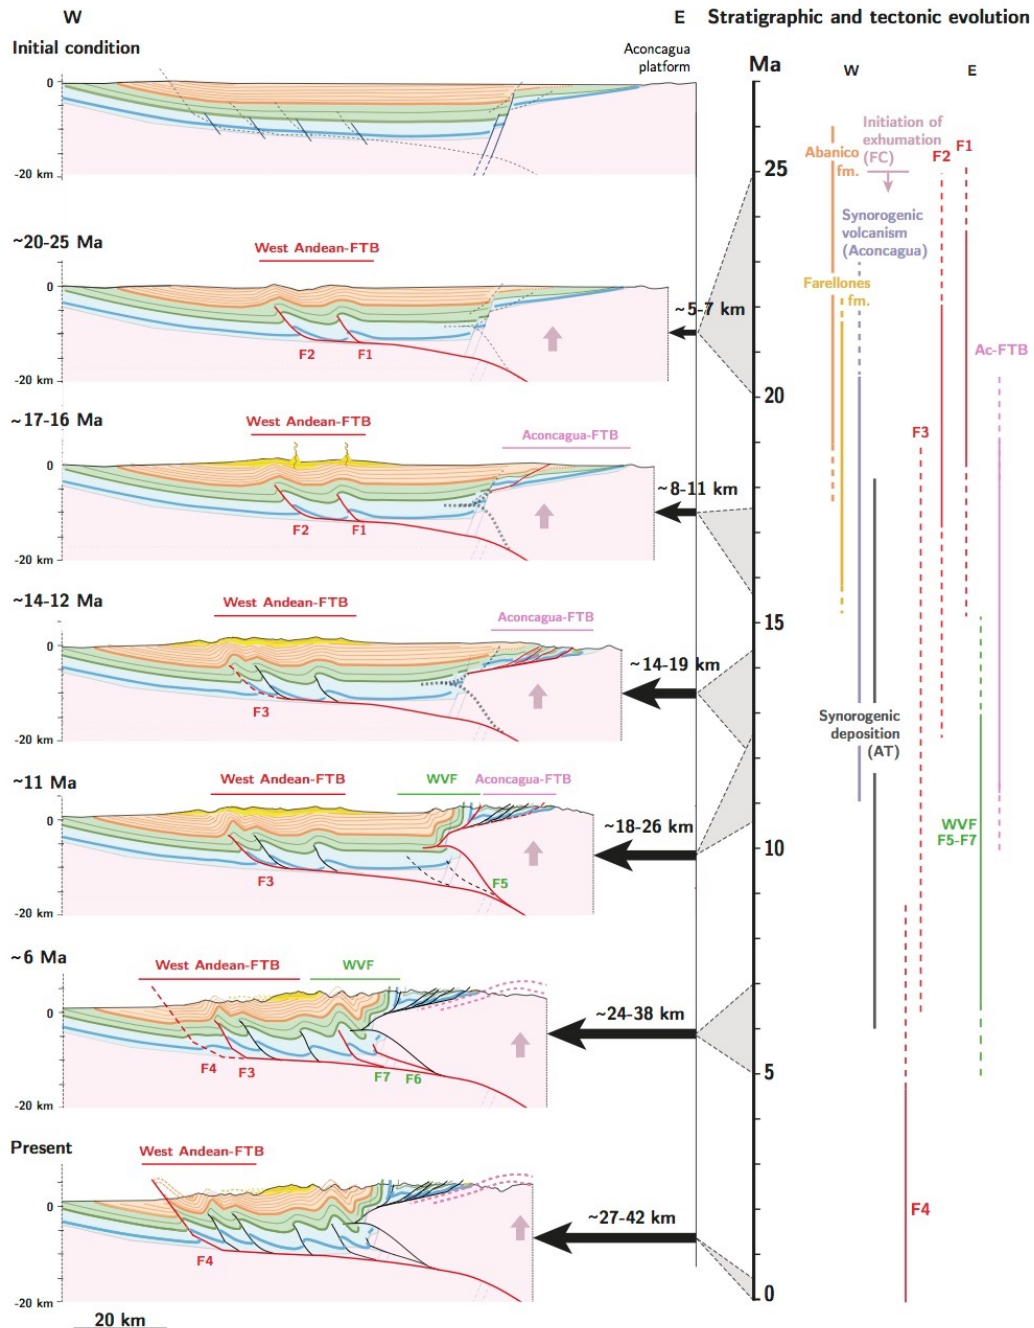 W
E
Stratigraphic and tectonic evolution
Initial condition
Aconcagua
platform
0
-20 km
~20-25 Ma
West Andean-FTB
0
F2
F1
-20 km
~5-7 km
~17-16 Ma
West Andean-FTB
Aconcagua-FTB
0
F2
F1
-20 km
~8-11 km
~14-12 Ma
West Andean-FTB
Aconcagua-FTB
0
F3
-20 km
~14-19 km
~11 Ma
West Andean-FTB
WVF
Aconcagua-FTB
0
F3
F5
-20 km
~18-26 km
~6 Ma
West Andean-FTB
WVF
0
F4
F3
F7
F6
-20 km
~24-38 km
Present
West Andean-FTB
0
F4
-20 km
~27-42 km
20 km
Ma
W
E
25
20
15
10
5
0
Abanico
fm.
Initiation of
exhumation
(FC)
F2
F1
Synorogenic
volcanism
(Aconcagua)
Farellones
fm.
Ac-FTB
F3
Synorogenic
deposition
(AT)
WVF
F5-F7
F4